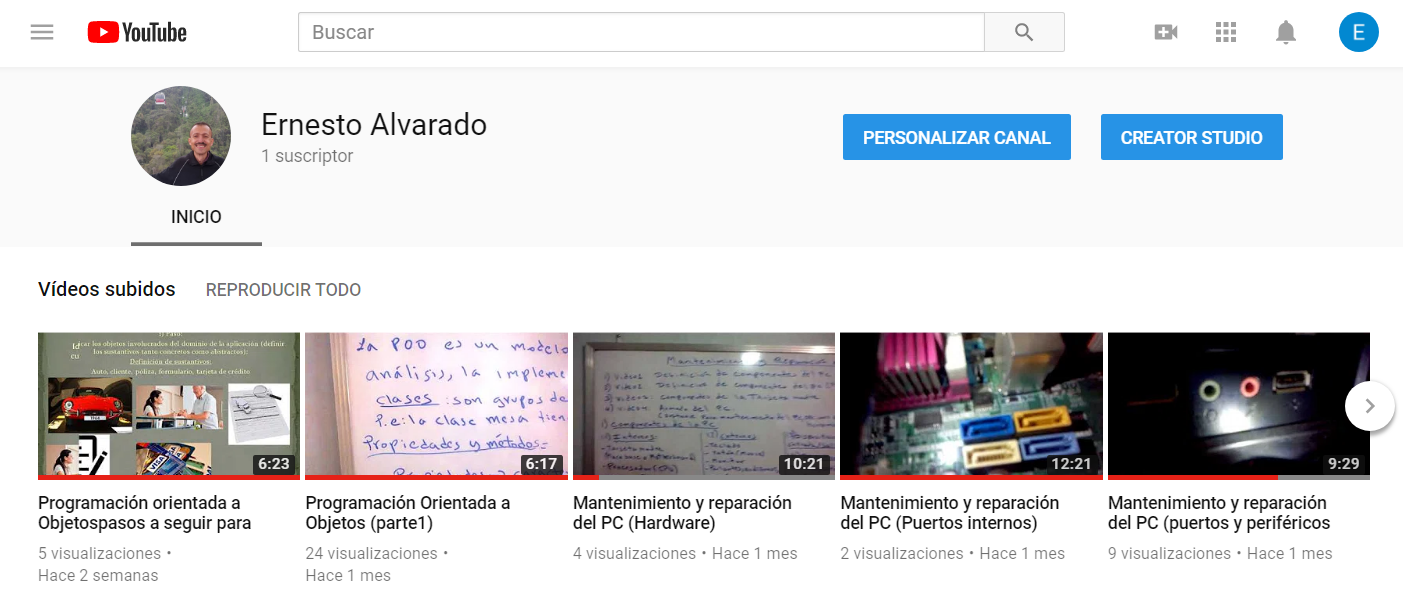 YouTube
Buscar
E
Ernesto Alvarado
1 suscriptor
PERSONALIZAR CANAL
CREATOR STUDIO
INICIO
Vídeos subidos
REPRODUCIR TODO
car los objetos involucrados del dominio de la aplicación (definir
los sustantivos tanto concretos como abstractos):
Definición de sustantivos:
Auto, cliente, póliza, formulario, tarjeta de crédito
VISA
6:23
La POO es un modelo
análisis, la impleme
clases: son grupos de
P.e: la clase mesa tien
Propiedades y métodos=
6:17
Mantenimiento y
10:21
12:21
9:29
Programación orientada a
Objetospasos a seguir para
5 visualizaciones •
Hace 2 semanas
Programación Orientada a
Objetos (parte1)
24 visualizaciones •
Hace 1 mes
Mantenimiento y reparación
del PC (Hardware)
4 visualizaciones • Hace 1 mes
Mantenimiento y reparación
del PC (Puertos internos)
2 visualizaciones • Hace 1 mes
Mantenimiento y reparación
del PC (puertos y periféricos
9 visualizaciones • Hace 1 mes